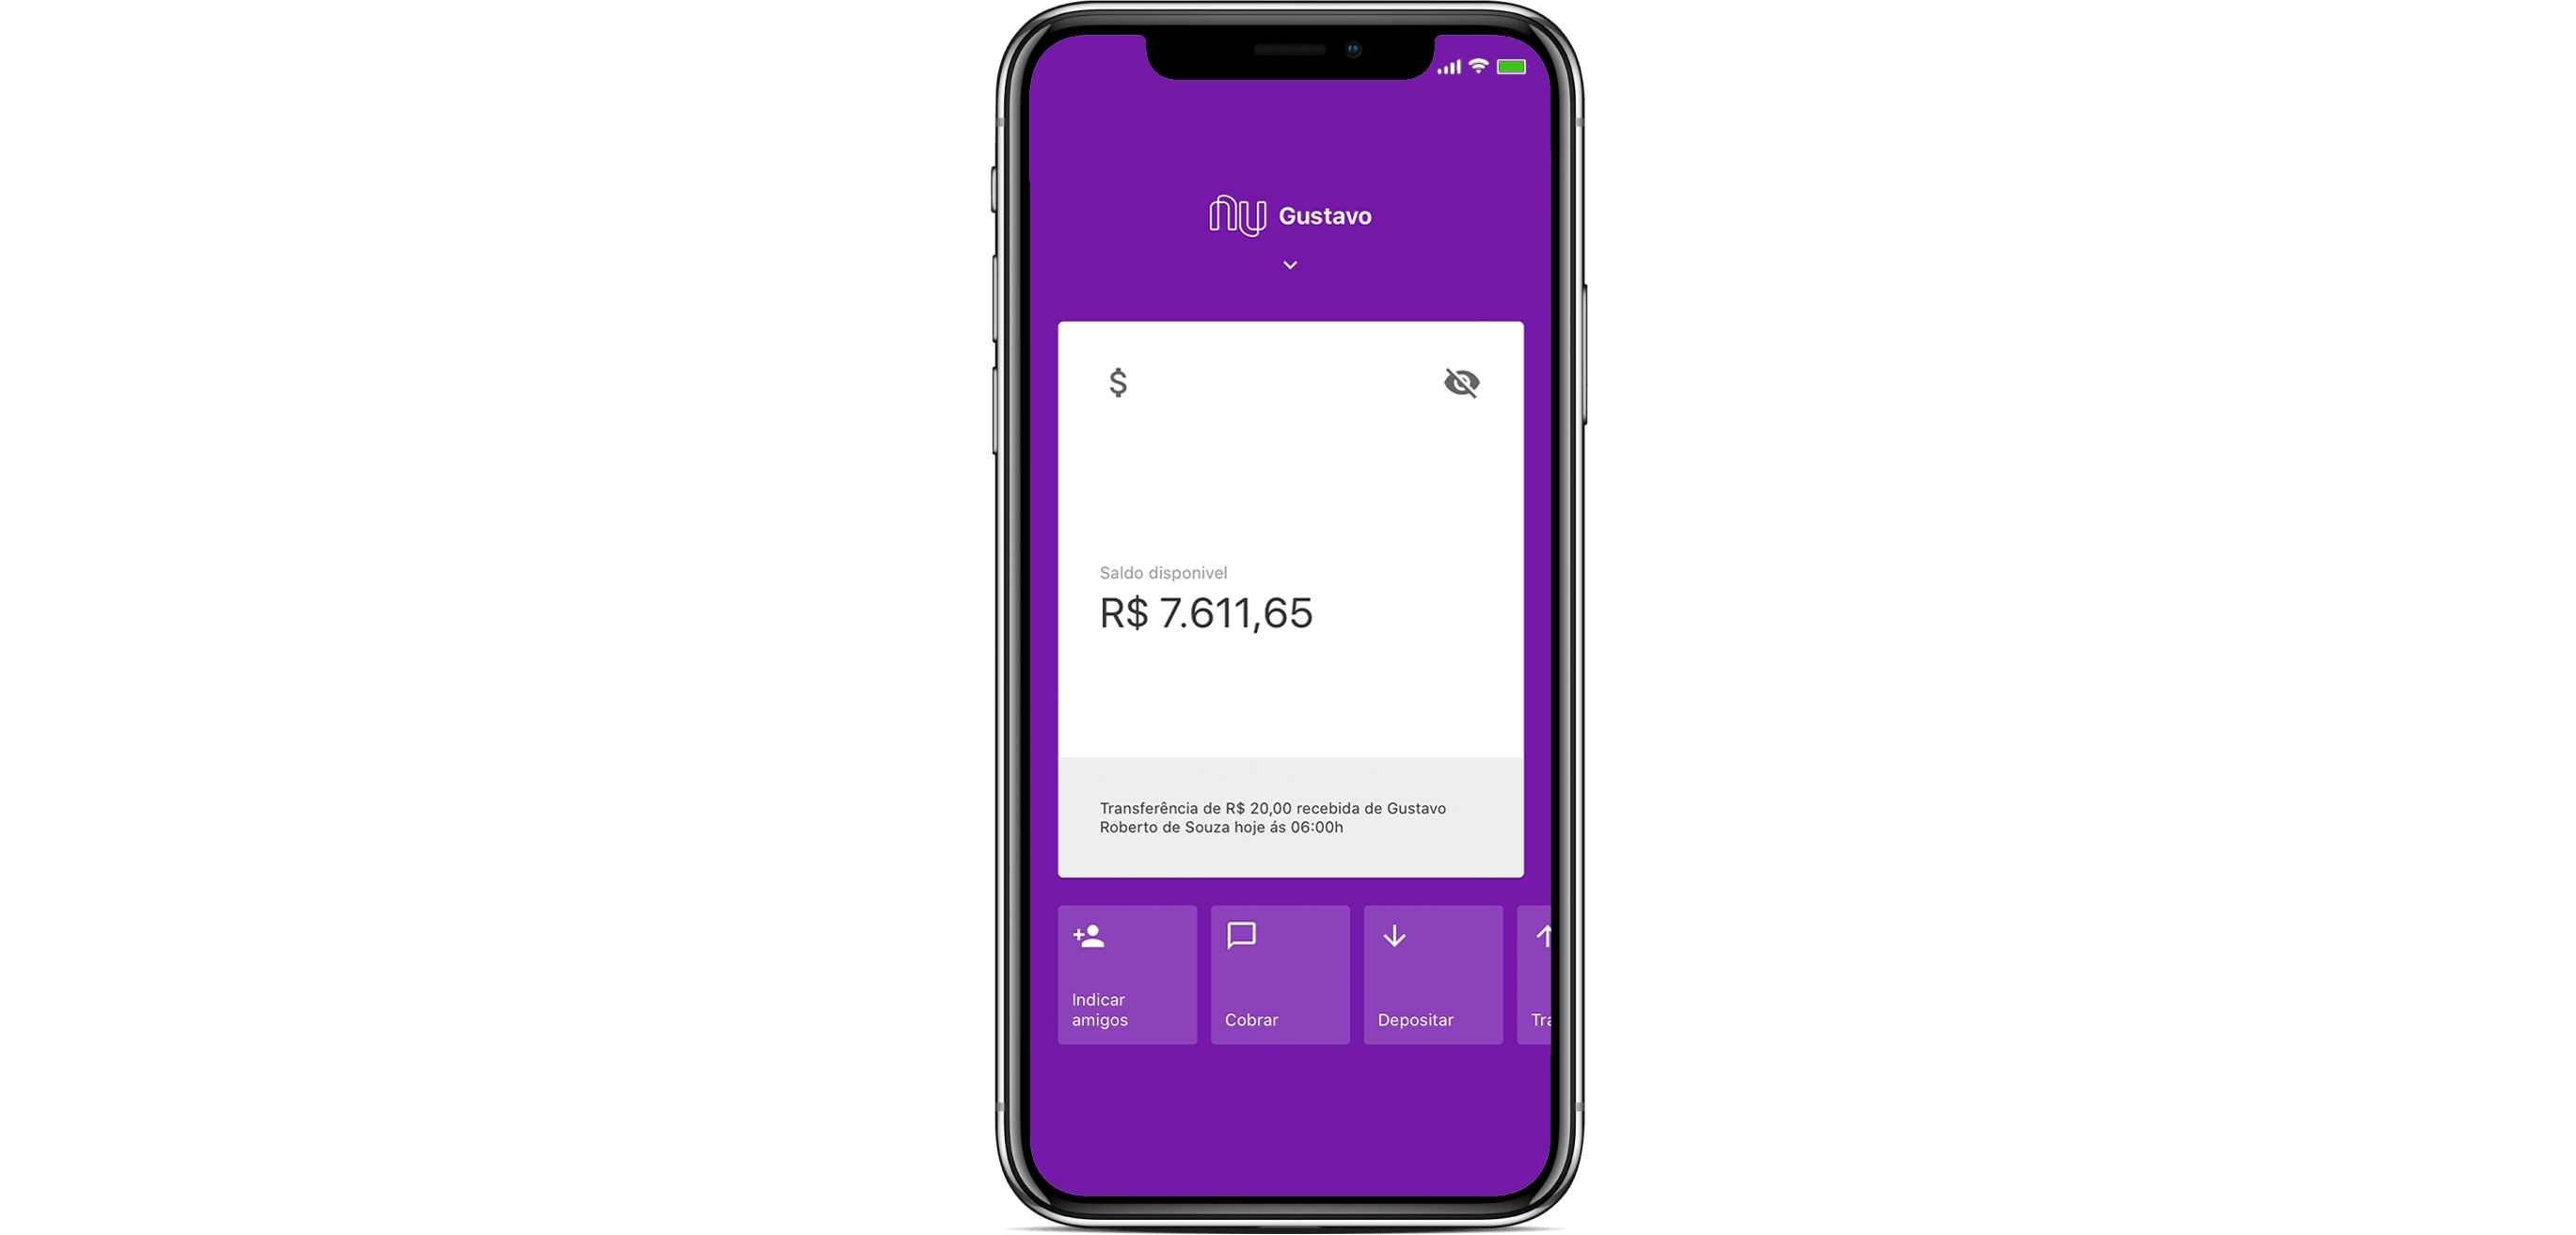 nu Gustavo
$
Saldo disponivel
R$ 7.611,65
Transferência de R$ 20,00 recebida de Gustavo
Roberto de Souza hoje ás 06:00h
Indicar
amigos
Cobrar
Depositar
Tra